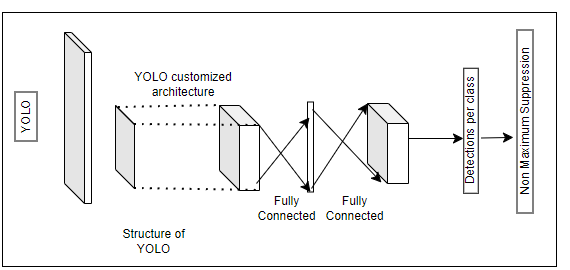 YOLO
YOLO customized
architecture
Structure of
YOLO
Fully
Connected
Fully
Connected
Detections per class
Non Maximum Suppression